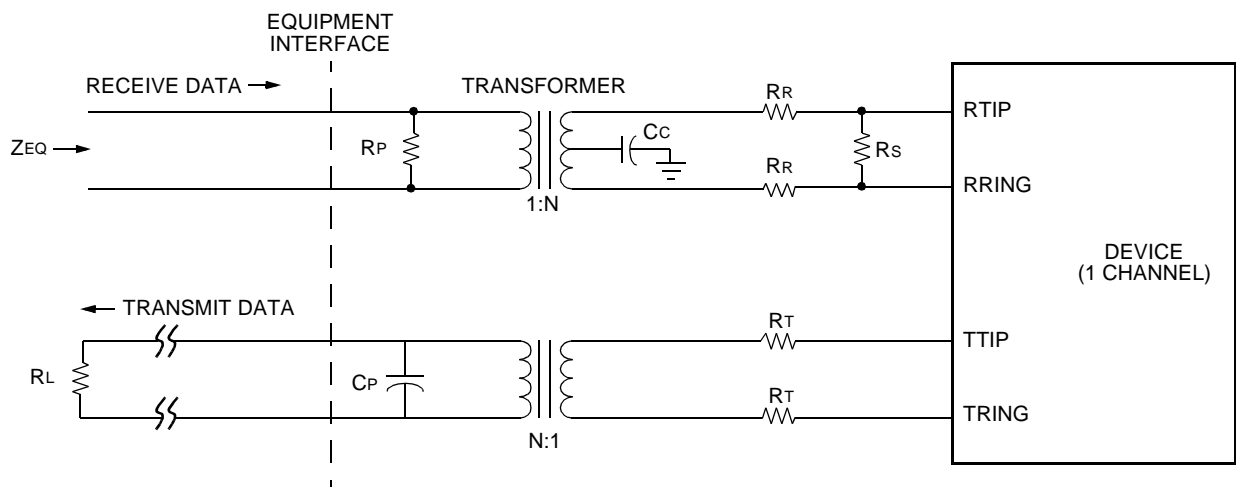 EQUIPMENT
INTERFACE
RECEIVE DATA
TRANSFORMER
RR
RTIP
ZEQ
RP
CC
RS
RR
RRING
1:N
DEVICE
(1 CHANNEL)
TRANSMIT DATA
RT
TTIP
RL
CP
RT
TRING
N:1